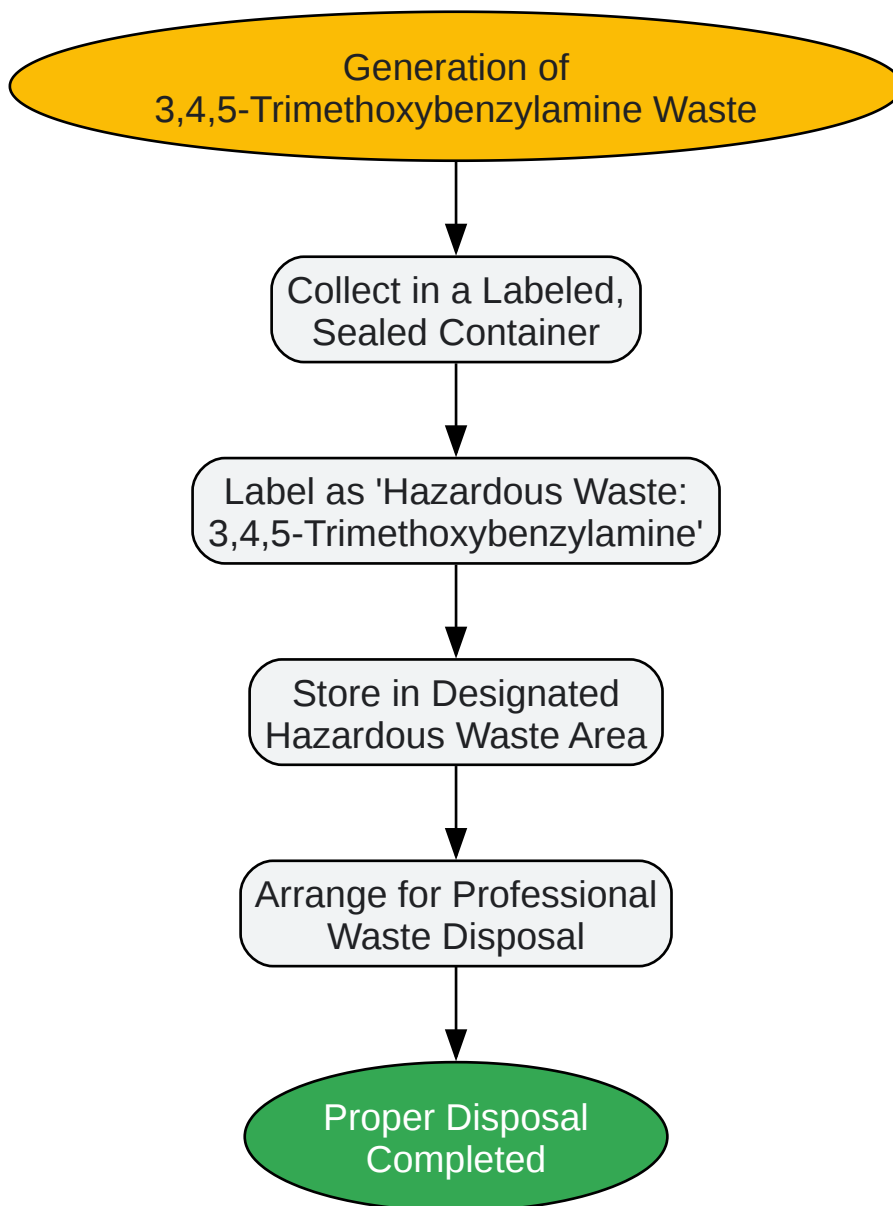 Generation of
3,4,5-Trimethoxybenzylamine Waste
Collect in a Labeled,
Sealed Container
Label as 'Hazardous Waste:
3,4,5-Trimethoxybenzylamine'
Store in Designated
Hazardous Waste Area
Arrange for Professional
Waste Disposal
Proper Disposal
Completed